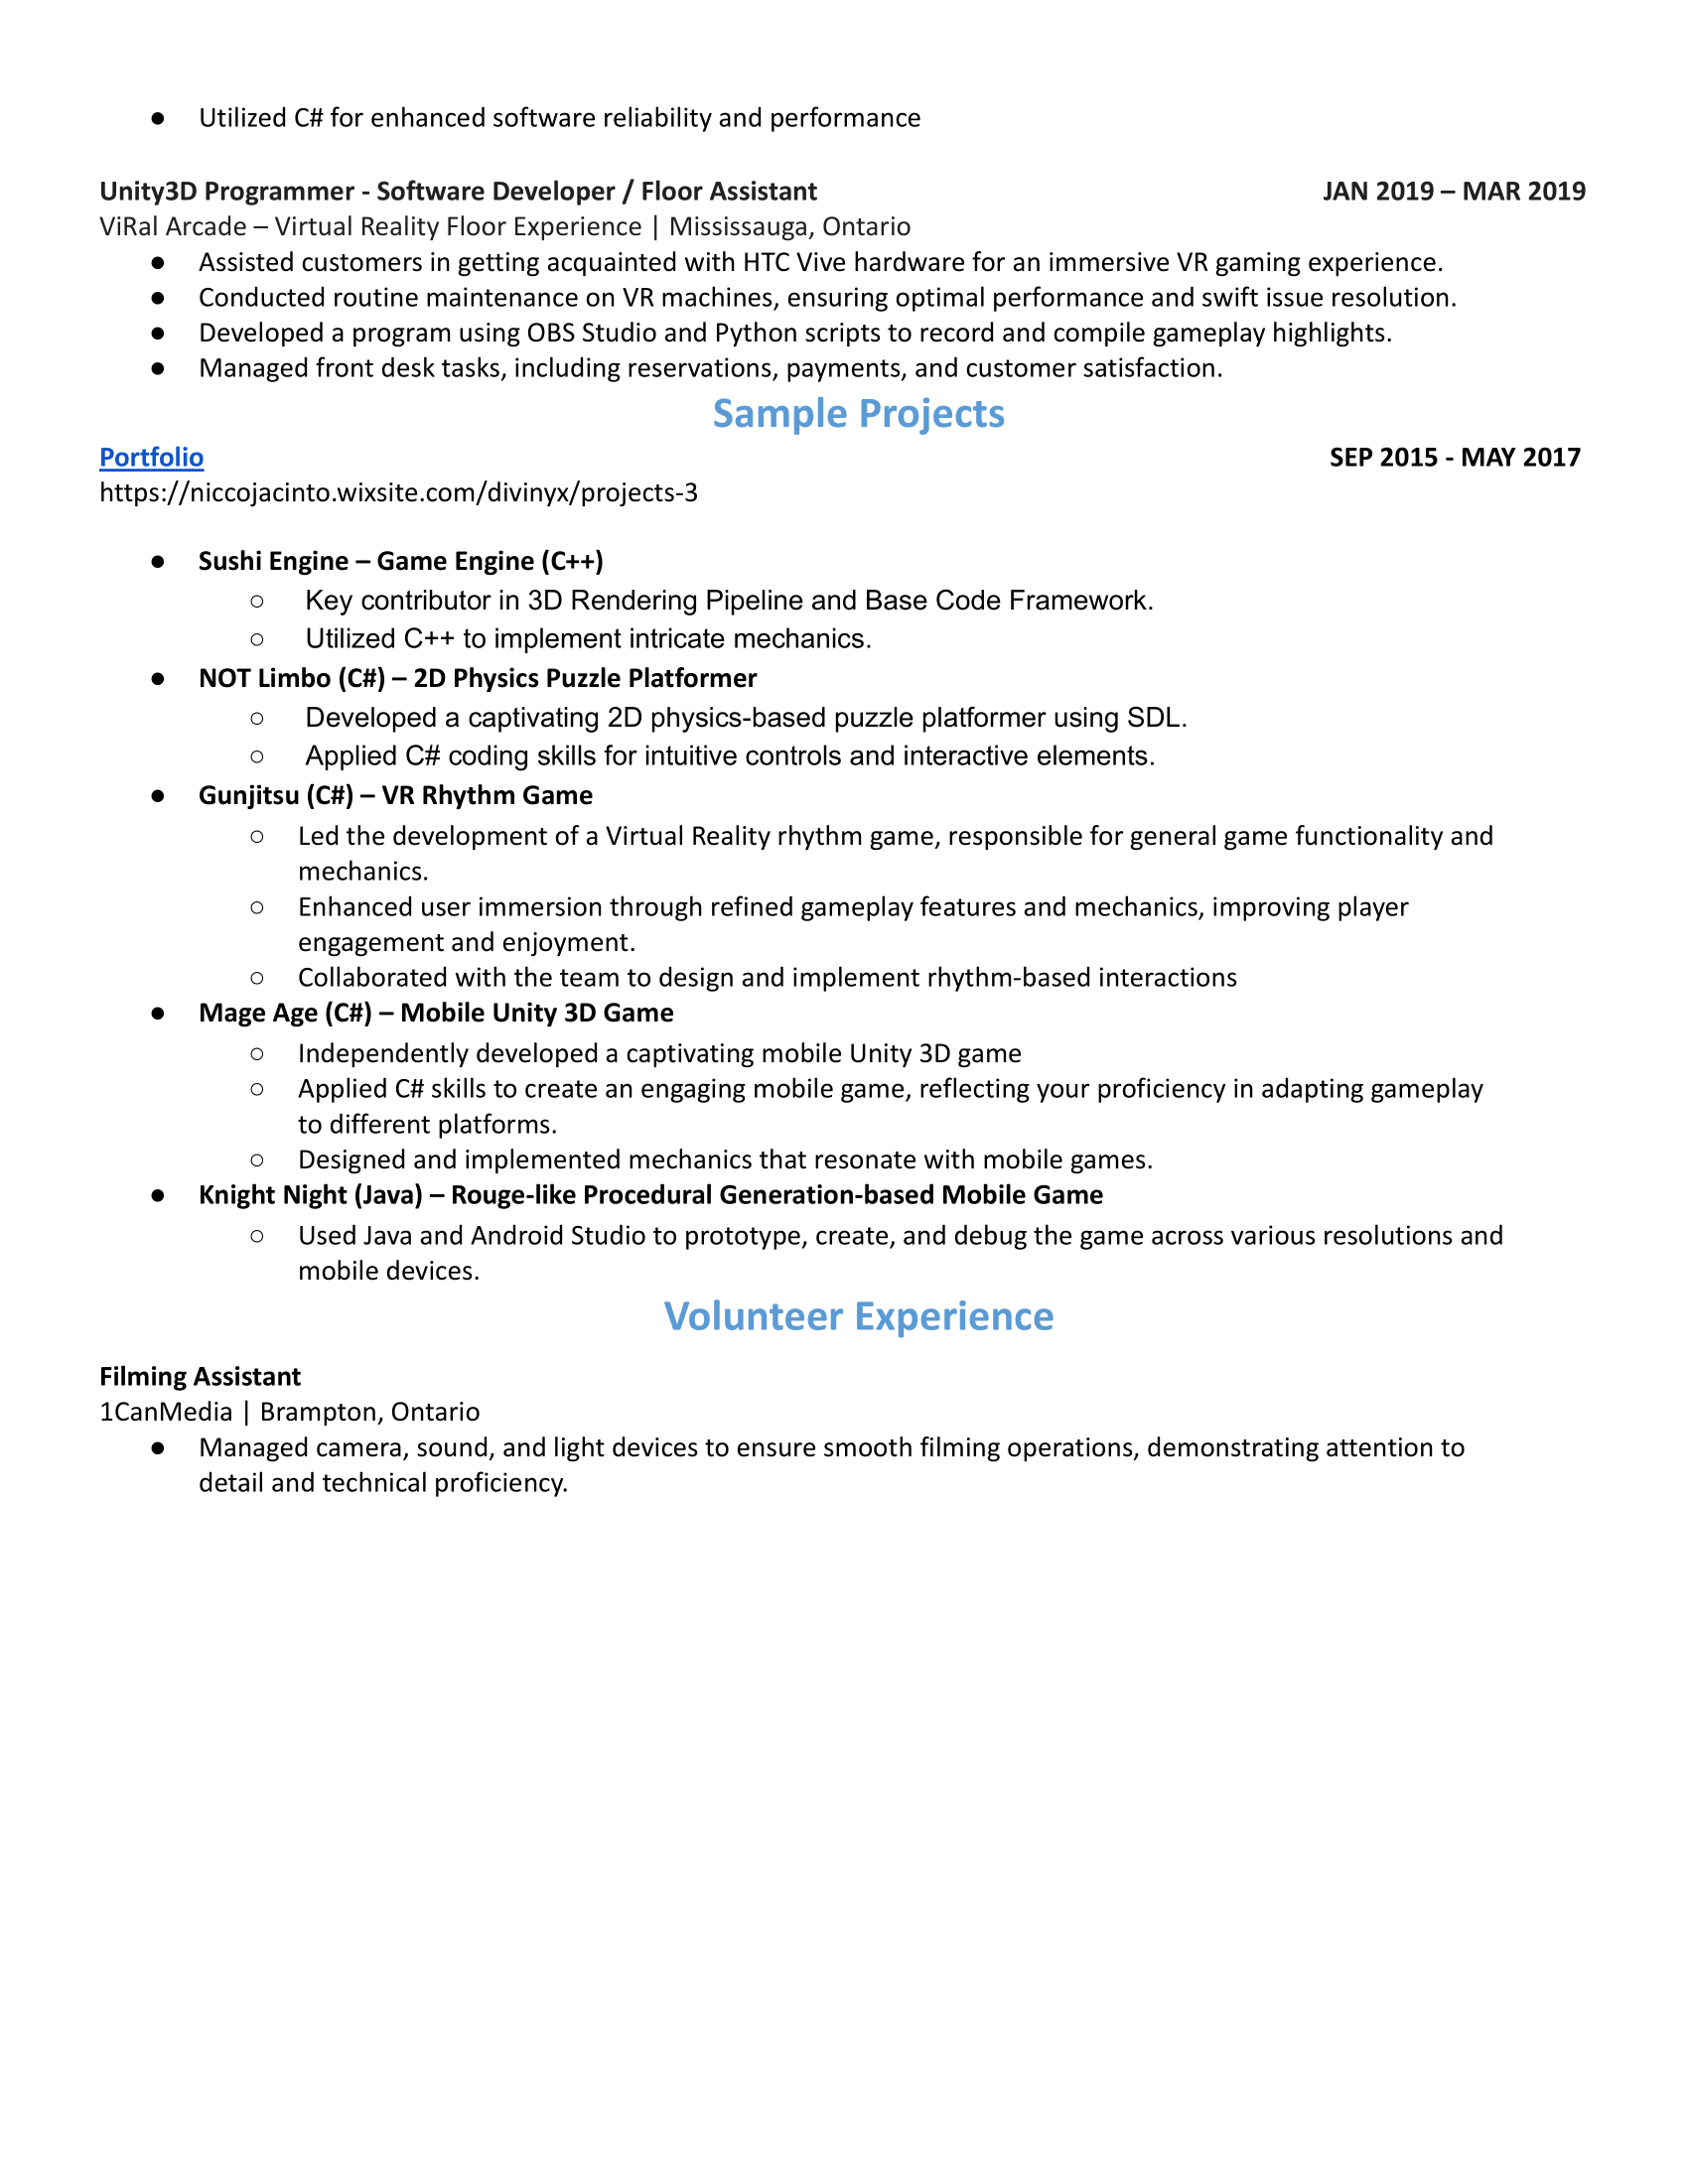 ● Utilized C# for enhanced software reliability and performance
Unity3D Programmer - Software Developer / Floor Assistant JAN 2019 – MAR 2019
ViRal Arcade – Virtual Reality Floor Experience | Mississauga, Ontario
● Assisted customers in getting acquainted with HTC Vive hardware for an immersive VR gaming experience.
● Conducted routine maintenance on VR machines, ensuring optimal performance and swift issue resolution.
● Developed a program using OBS Studio and Python scripts to record and compile gameplay highlights.
● Managed front desk tasks, including reservations, payments, and customer satisfaction.
Sample Projects
Portfolio SEP 2015 - MAY 2017
https://niccojacinto.wixsite.com/divinyx/projects-3
● Sushi Engine – Game Engine (C++)
○ Key contributor in 3D Rendering Pipeline and Base Code Framework.
○ Utilized C++ to implement intricate mechanics.
● NOT Limbo (C#) – 2D Physics Puzzle Platformer
○ Developed a captivating 2D physics-based puzzle platformer using SDL.
○ Applied C# coding skills for intuitive controls and interactive elements.
● Gunjitsu (C#) – VR Rhythm Game
○ Led the development of a Virtual Reality rhythm game, responsible for general game functionality and
mechanics.
○ Enhanced user immersion through refined gameplay features and mechanics, improving player
engagement and enjoyment.
○ Collaborated with the team to design and implement rhythm-based interactions
● Mage Age (C#) – Mobile Unity 3D Game
○ Independently developed a captivating mobile Unity 3D game
○ Applied C# skills to create an engaging mobile game, reflecting your proficiency in adapting gameplay
to different platforms.
○ Designed and implemented mechanics that resonate with mobile games.
● Knight Night (Java) – Rouge-like Procedural Generation-based Mobile Game
○ Used Java and Android Studio to prototype, create, and debug the game across various resolutions and
mobile devices.
Volunteer Experience
Filming Assistant
1CanMedia | Brampton, Ontario
● Managed camera, sound, and light devices to ensure smooth filming operations, demonstrating attention to
detail and technical proficiency.